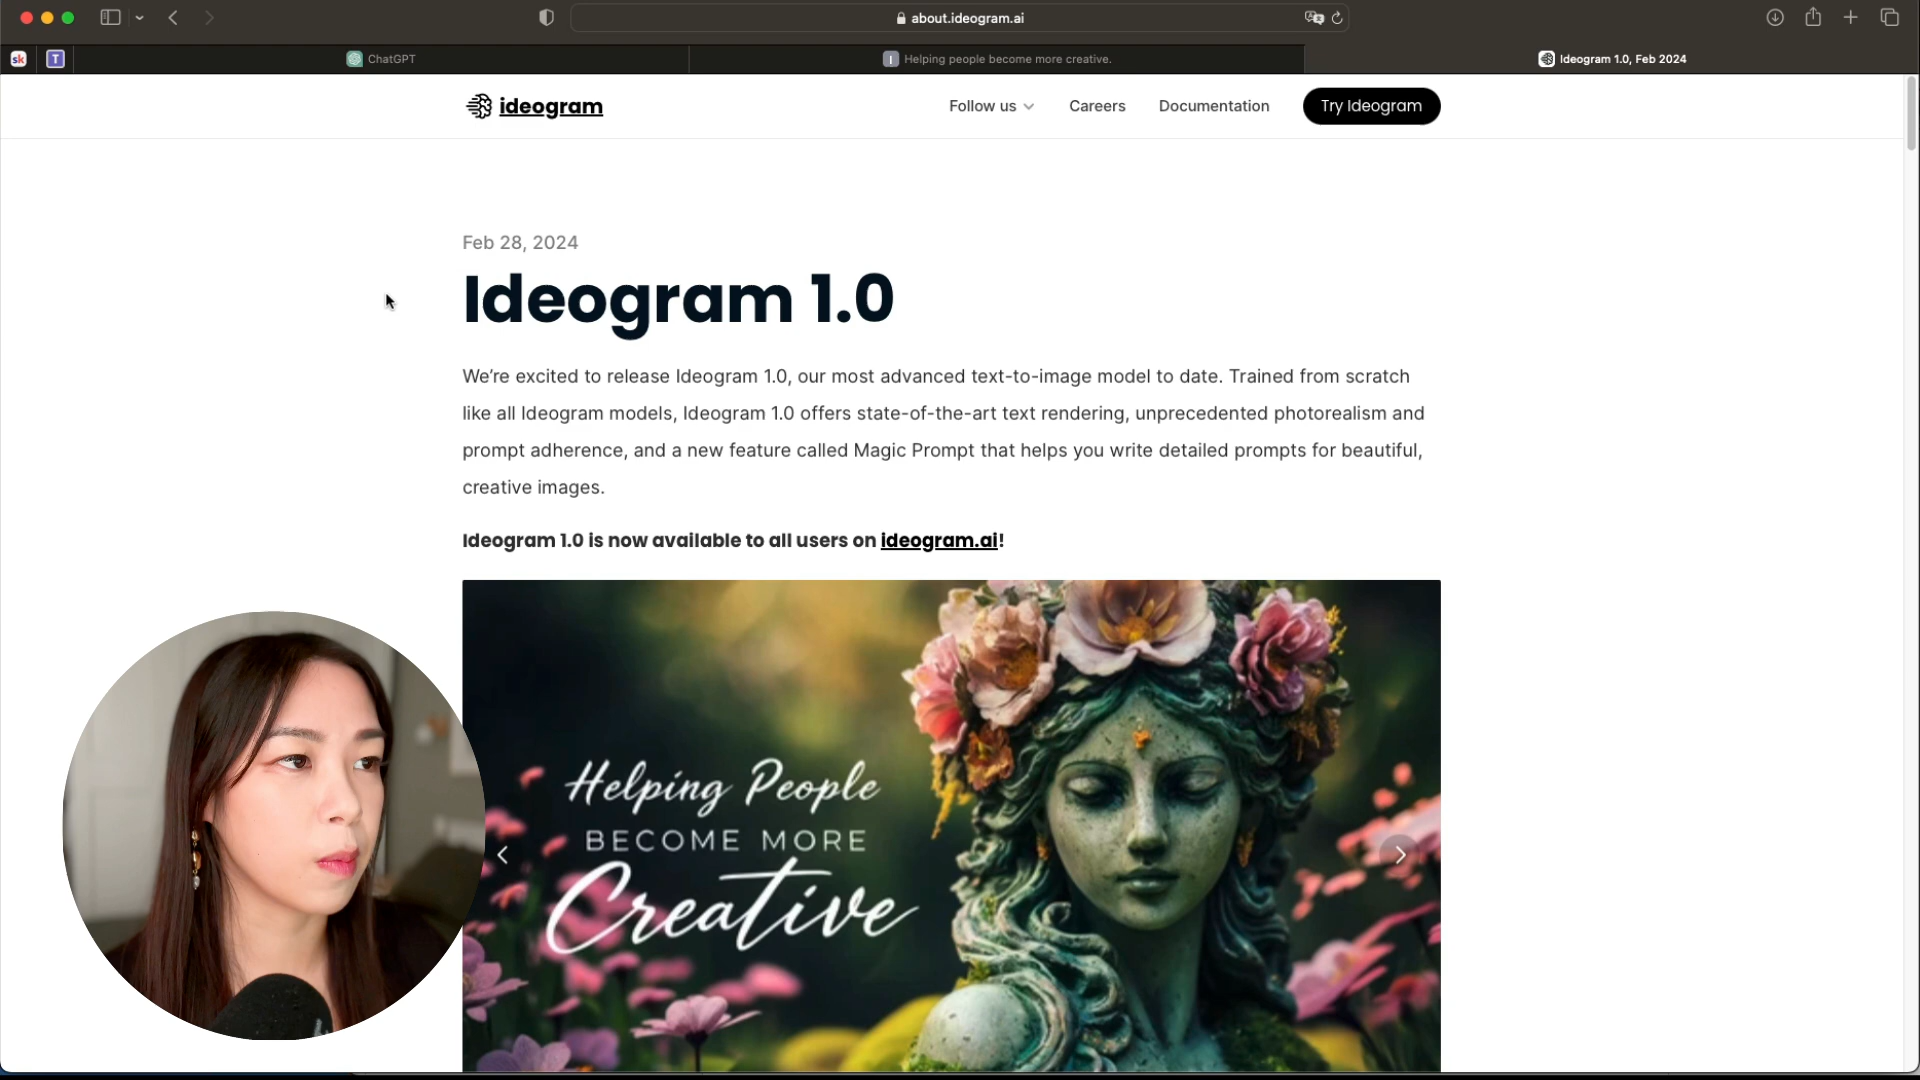 about.ideogram.ai
sk
T
ChatGPT
I
Helping people become more creative.
Ideogram 1.0, Feb 2024
ideogram
Follow us
Careers
Documentation
Try Ideogram
Feb 28, 2024
Ideogram 1.0
We're excited to release Ideogram 1.0, our most advanced text-to-image model to date. Trained from scratch
like all Ideogram models, Ideogram 1.0 offers state-of-the-art text rendering, unprecedented photorealism and
prompt adherence, and a new feature called Magic Prompt that helps you write detailed prompts for beautiful,
creative images.
Ideogram 1.0 is now available to all users on ideogram.ai!
Helping People
BECOME MORE
Creative